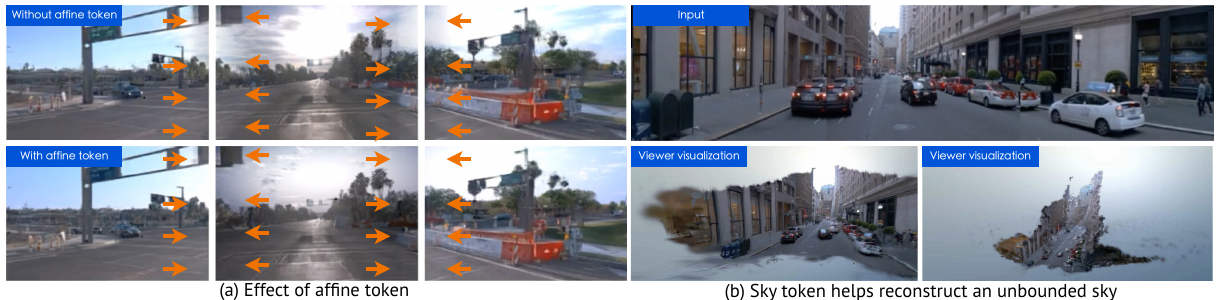 Without affine token
Input
With affine token
Viewer visualization
Viewer visualization
(a) Effect of affine token
(b) Sky token helps reconstruct an unbounded sky